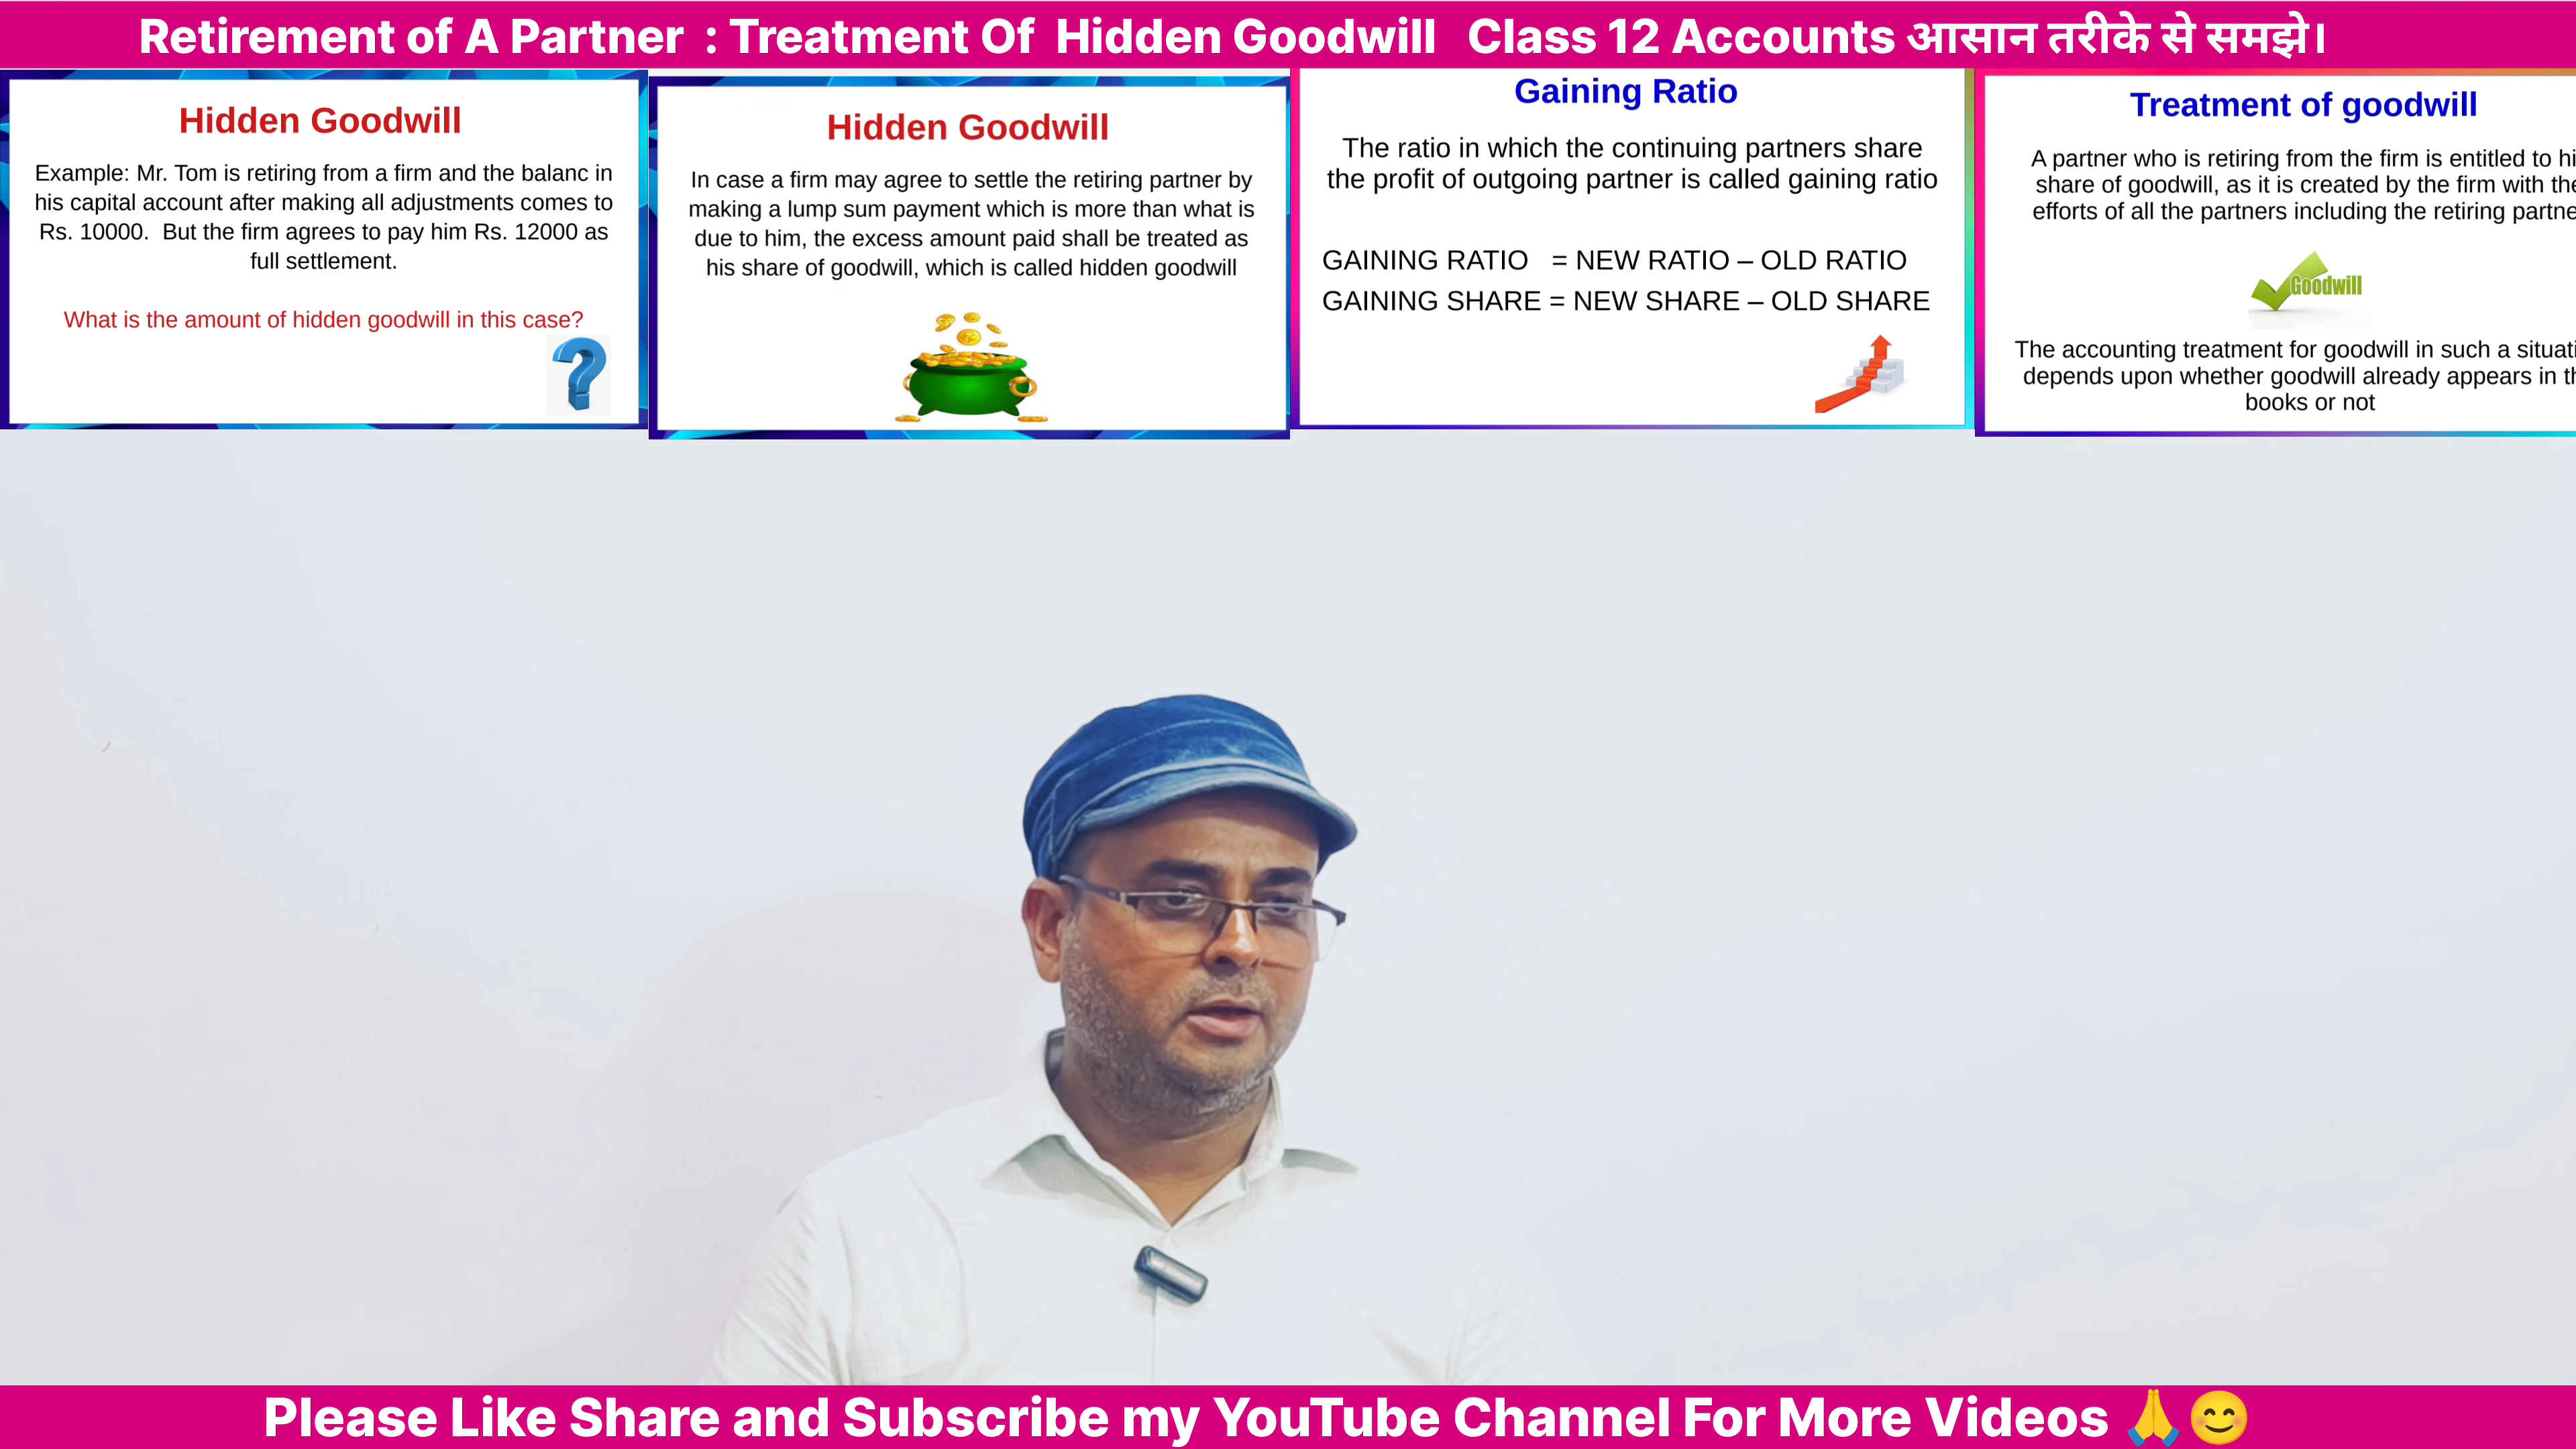 Retirement of A Partner : Treatment Of Hidden Goodwill Class 12 Accounts आसान तरीके से समझे।
Hidden Goodwill
Example: Mr. Tom is retiring from a firm and the balanc in
his capital account after making all adjustments comes to
Rs. 10000. But the firm agrees to pay him Rs. 12000 as
full settlement.
What is the amount of hidden goodwill in this case?
Hidden Goodwill
In case a firm may agree to settle the retiring partner by
making a lump sum payment which is more than what is
due to him, the excess amount paid shall be treated as
his share of goodwill, which is called hidden goodwill
Gaining Ratio
The ratio in which the continuing partners share
the profit of outgoing partner is called gaining ratio
GAINING RATIO = NEW RATIO – OLD RATIO
GAINING SHARE = NEW SHARE – OLD SHARE
Treatment of goodwill
A partner who is retiring from the firm is entitled to
share of goodwill, as it is created by the firm with
efforts of all the partners including the retiring
Goodwill
The accounting treatment for goodwill in such a
depends upon whether goodwill already appears in
books or not
Please Like Share and Subscribe my YouTube Channel For More Videos 🙏😊